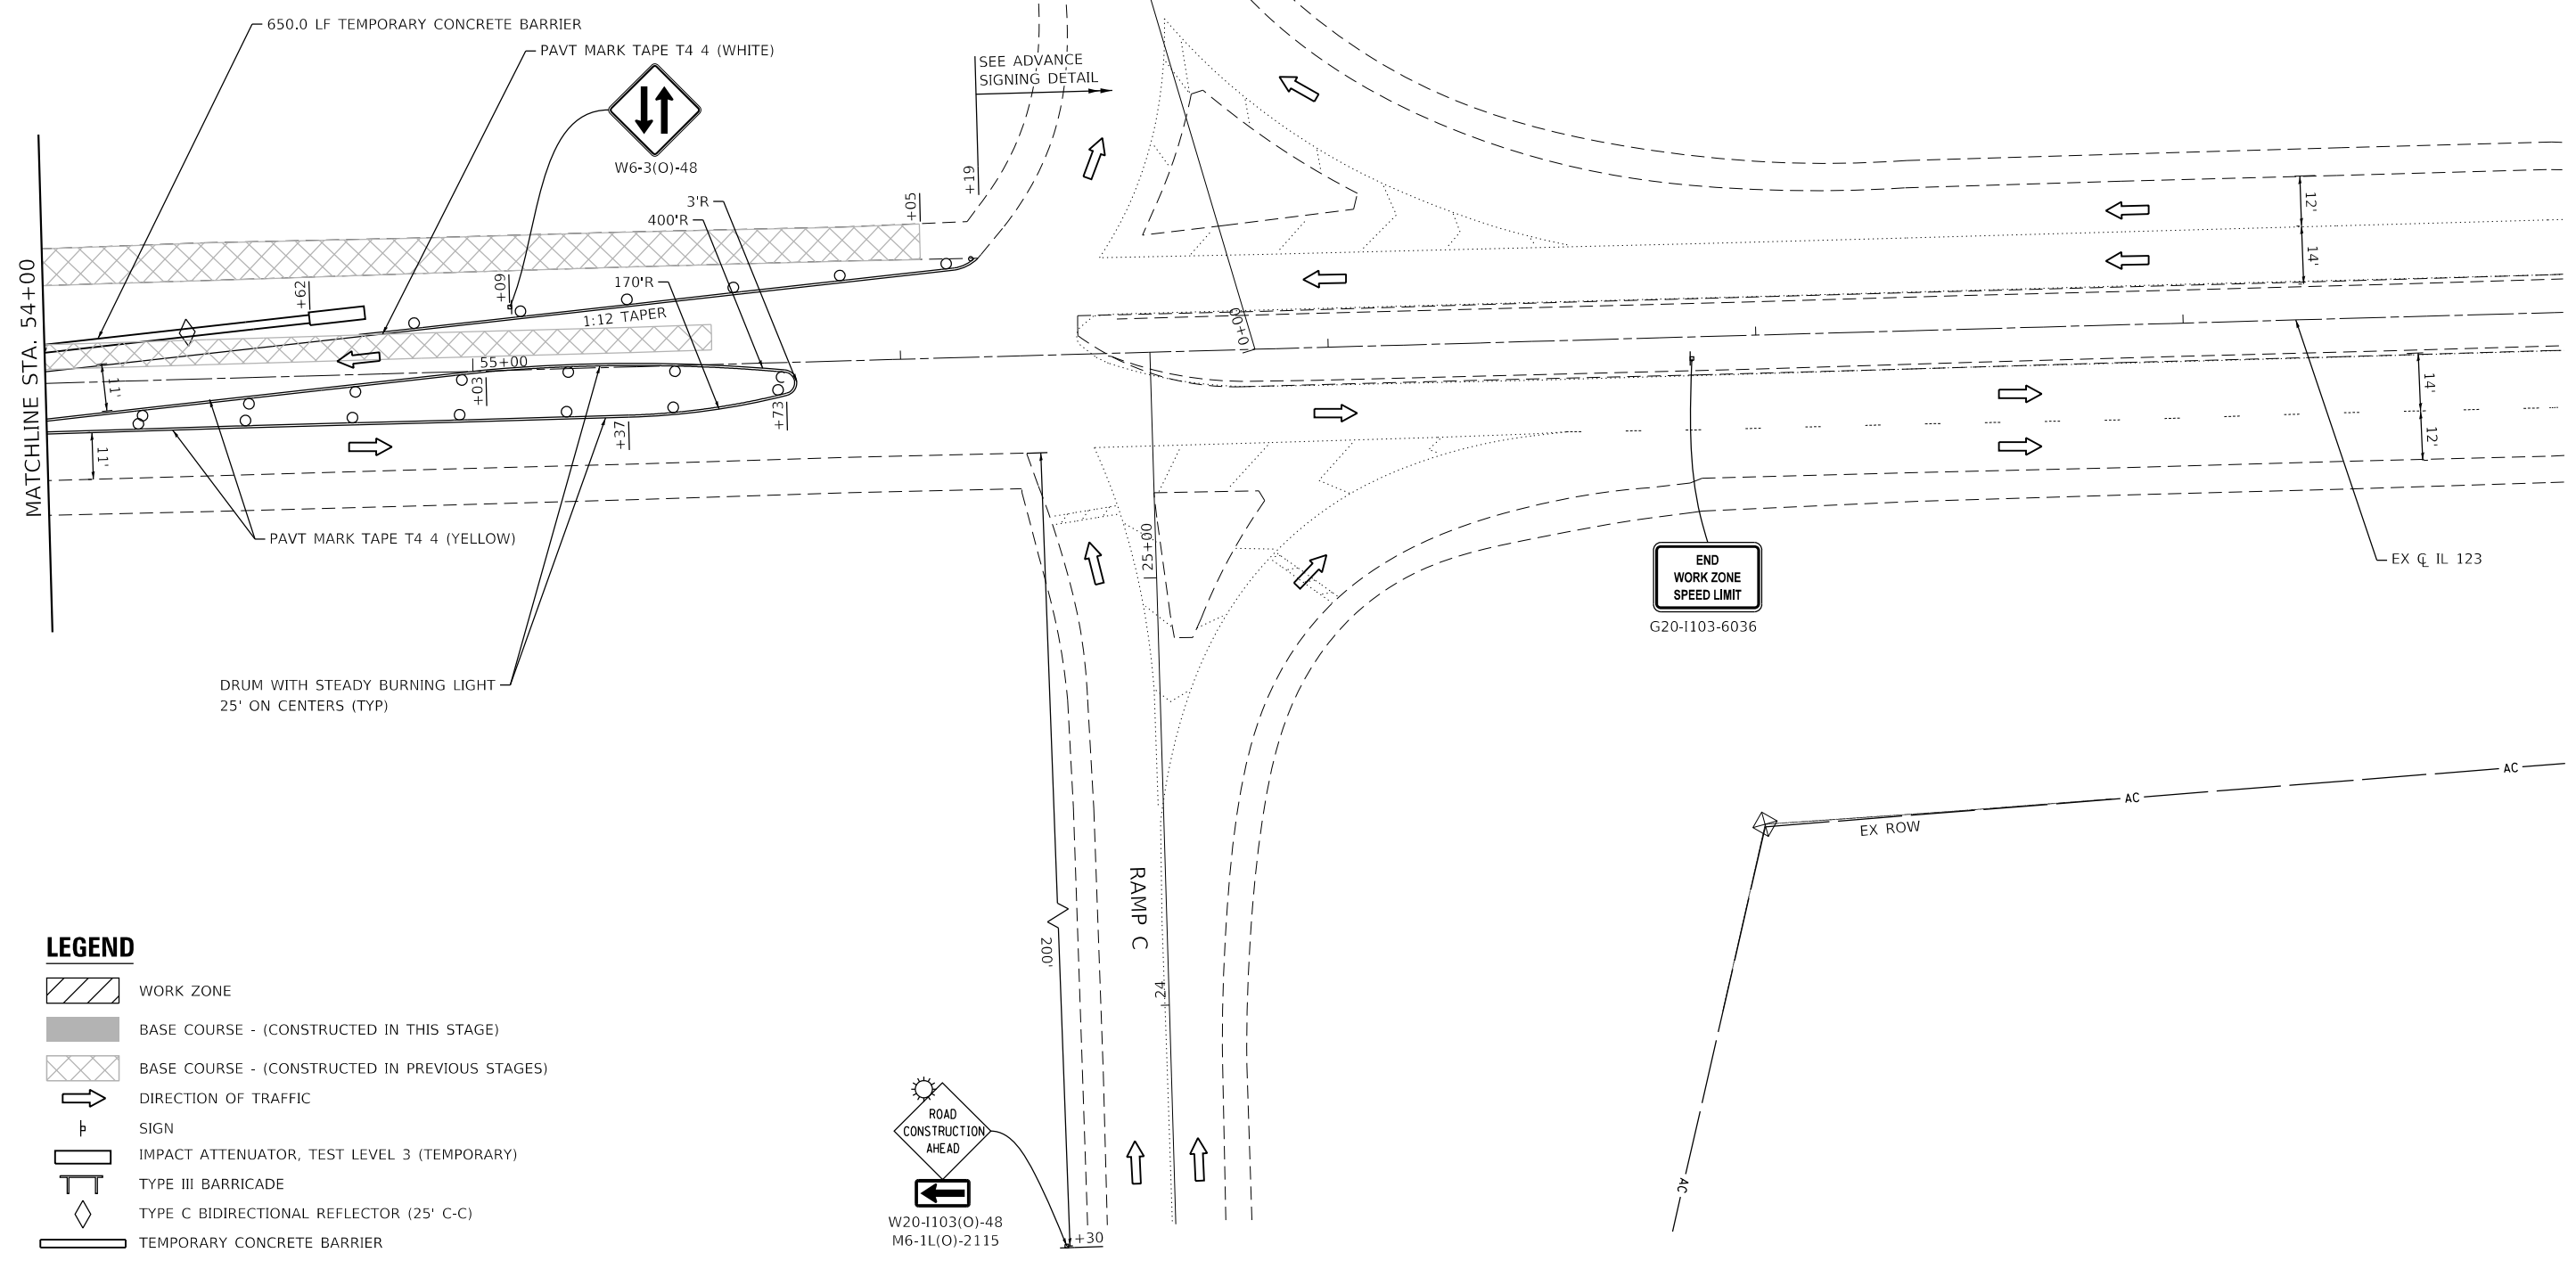 650.0 LF TEMPORARY CONCRETE BARRIER
PAVT MARK TAPE T4 4 (WHITE)
W6-3(O)-48
SEE ADVANCE
SIGNING DETAIL
+19
+05
3'R
400'R
170'R
+09
+62
1:12 TAPER
MATCHLINE STA. 54+00
55+00
+03
11'
11'
+37
+73
PAVT MARK TAPE T4 4 (YELLOW)
DRUM WITH STEADY BURNING LIGHT
25' ON CENTERS (TYP)
0+00
12'
14'
14'
12'
25+00
END
WORK ZONE
SPEED LIMIT
G20-I103-6036
EX ℄ IL 123
RAMP C
200'
24
EX ROW
AC
AC
AC
ROAD
CONSTRUCTION
AHEAD
W20-I103(O)-48
M6-1L(O)-2115
+30
LEGEND
WORK ZONE
BASE COURSE - (CONSTRUCTED IN THIS STAGE)
BASE COURSE - (CONSTRUCTED IN PREVIOUS STAGES)
DIRECTION OF TRAFFIC
SIGN
IMPACT ATTENUATOR, TEST LEVEL 3 (TEMPORARY)
TYPE III BARRICADE
TYPE C BIDIRECTIONAL REFLECTOR (25' C-C)
TEMPORARY CONCRETE BARRIER